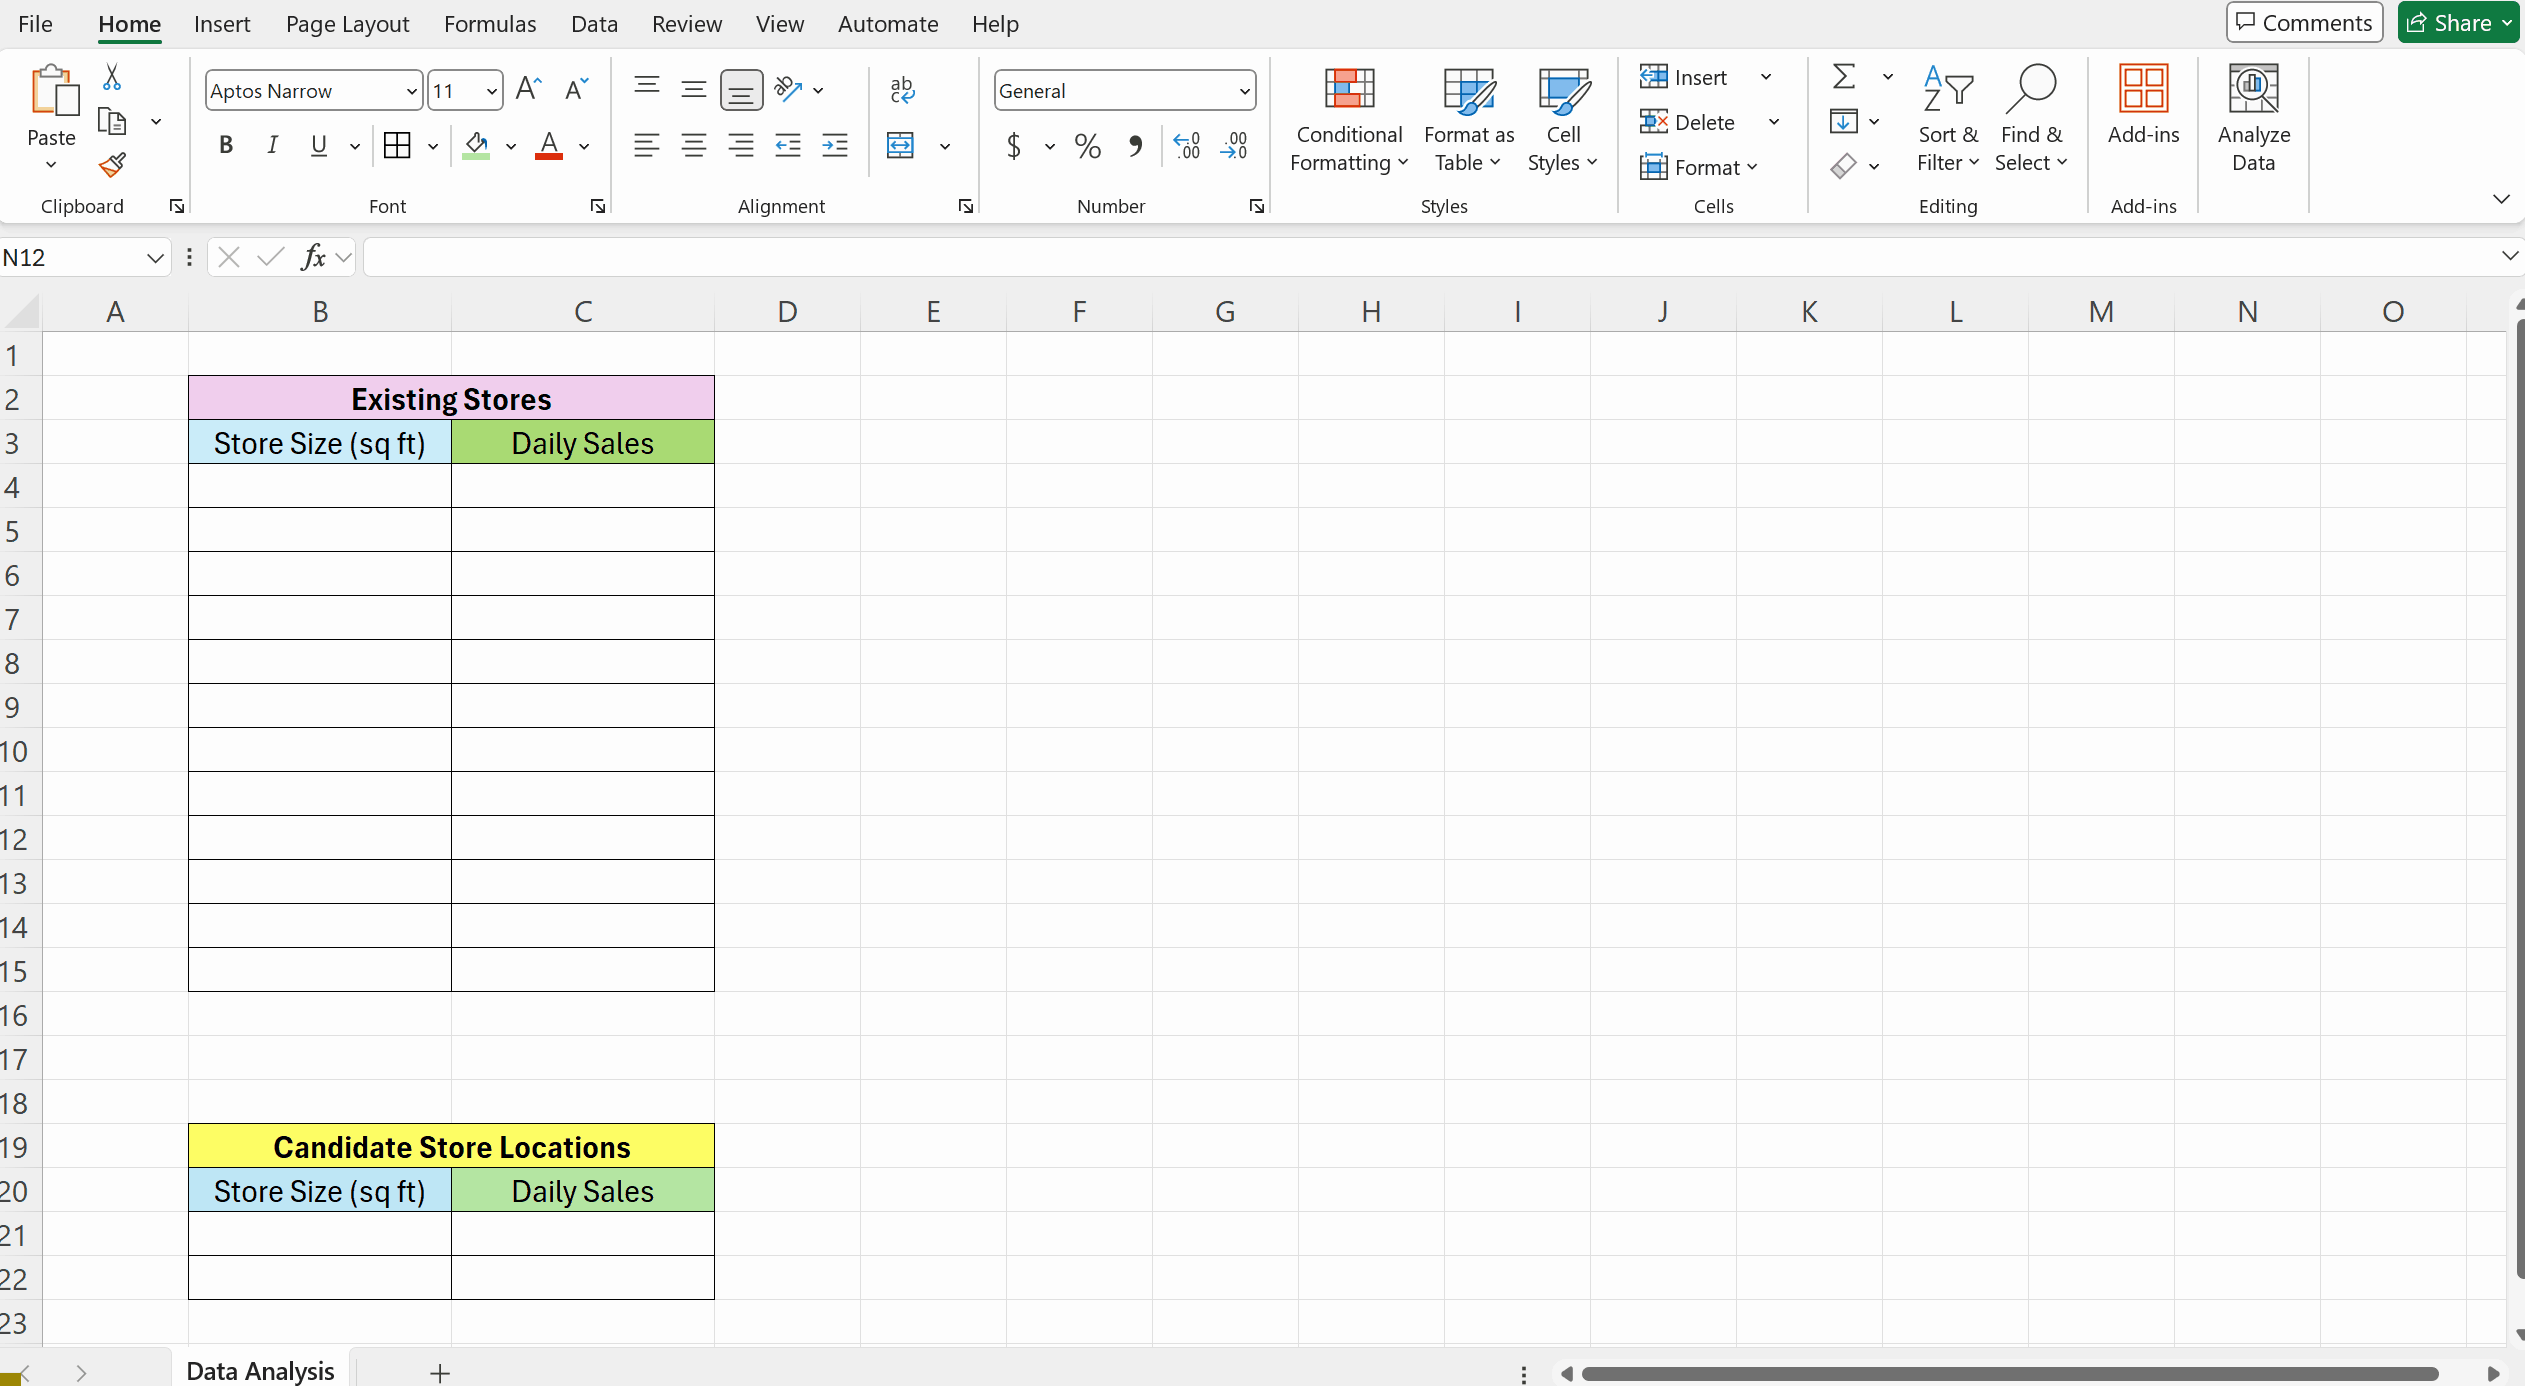 File Home Insert Page Layout Formulas Data Review View Automate Help Comments Share
Paste
Clipboard
Aptos Narrow 11
B I U A
Font
ab
Alignment
General
$ % , .00 .00
Number
Conditional Formatting
Format as Table
Cell Styles
Styles
Insert
Delete
Format
Cells
Sort & Filter
Find & Select
Editing
Add-ins
Add-ins
Analyze Data
N12 fx
A B C D E F G H I J K L M N O
1
2 Existing Stores
3 Store Size (sq ft) Daily Sales
4
5
6
7
8
9
10
11
12
13
14
15
16
17
18
19 Candidate Store Locations
20 Store Size (sq ft) Daily Sales
21
22
23
Data Analysis